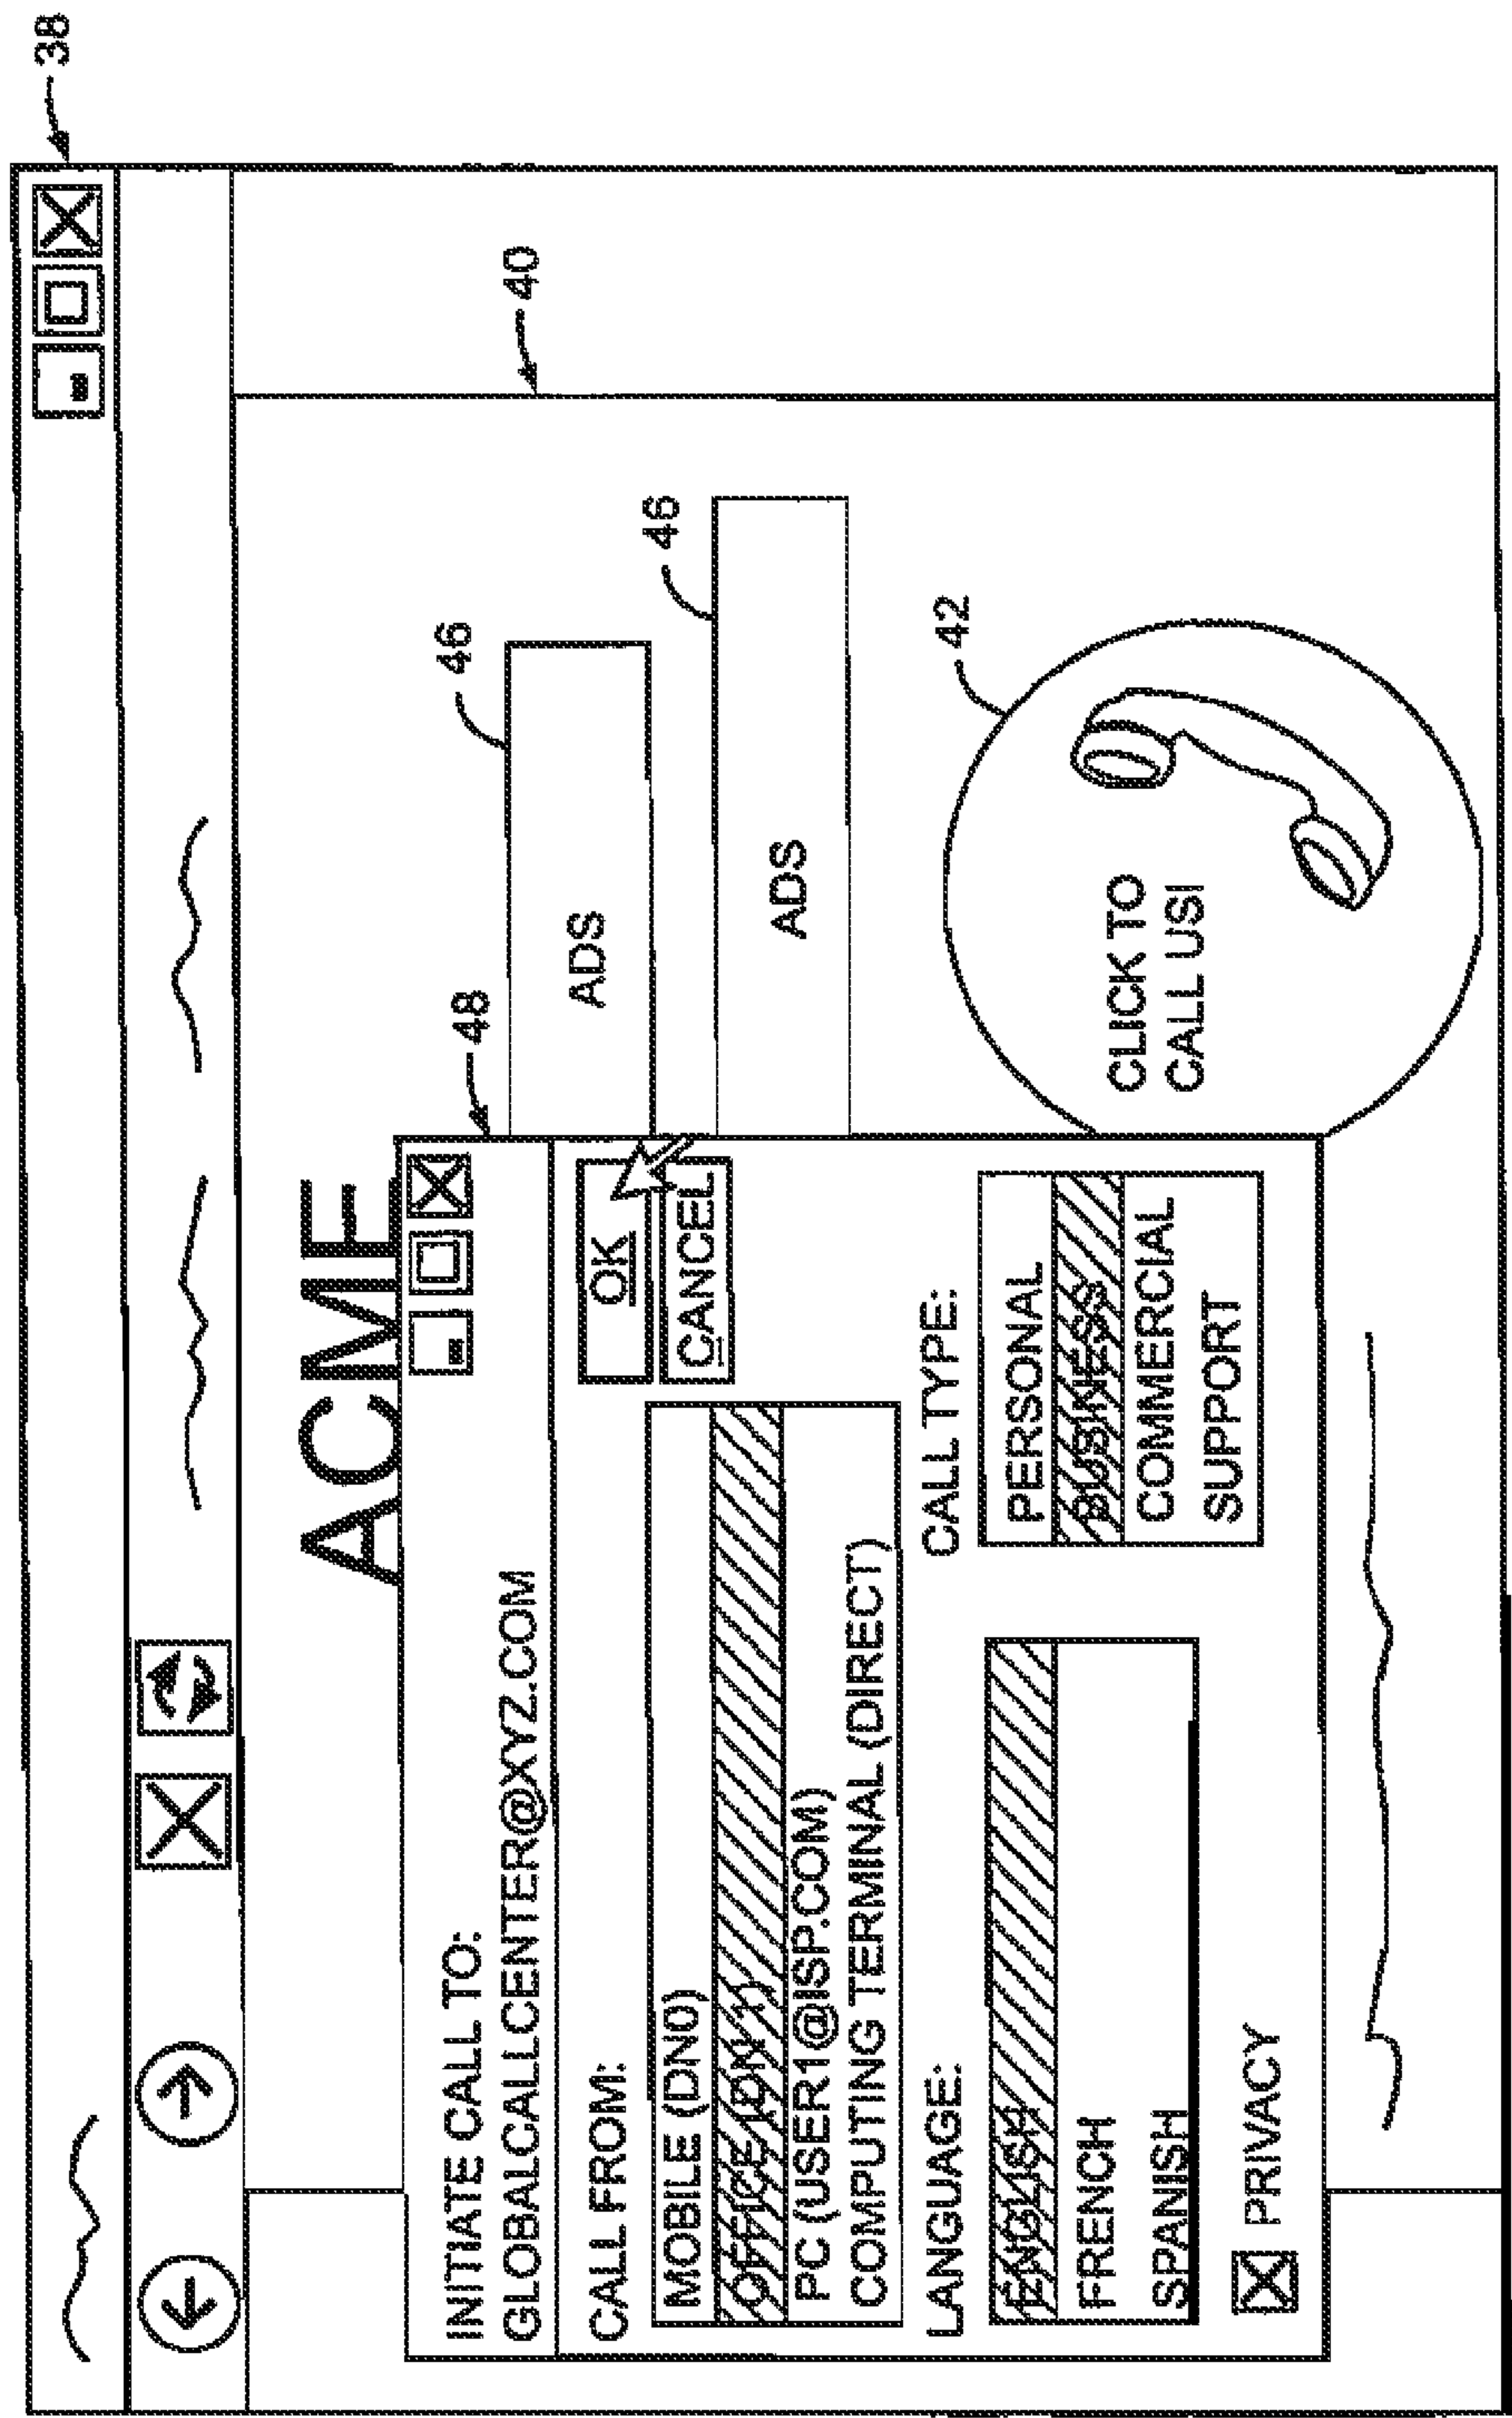 38
40
ACME
46
ADS
46
ADS
42
CLICK TO
CALL US!
48
INITIATE CALL TO:
GLOBALCALLCENTER@XYZ.COM
OK
CANCEL
CALL FROM:
MOBILE (DN0)
PC (USER1@ISP.COM)
COMPUTING TERMINAL (DIRECT)
LANGUAGE:
ENGLISH
FRENCH
SPANISH
CALL TYPE:
PERSONAL
BUSINESS
COMMERCIAL
SUPPORT
PRIVACY